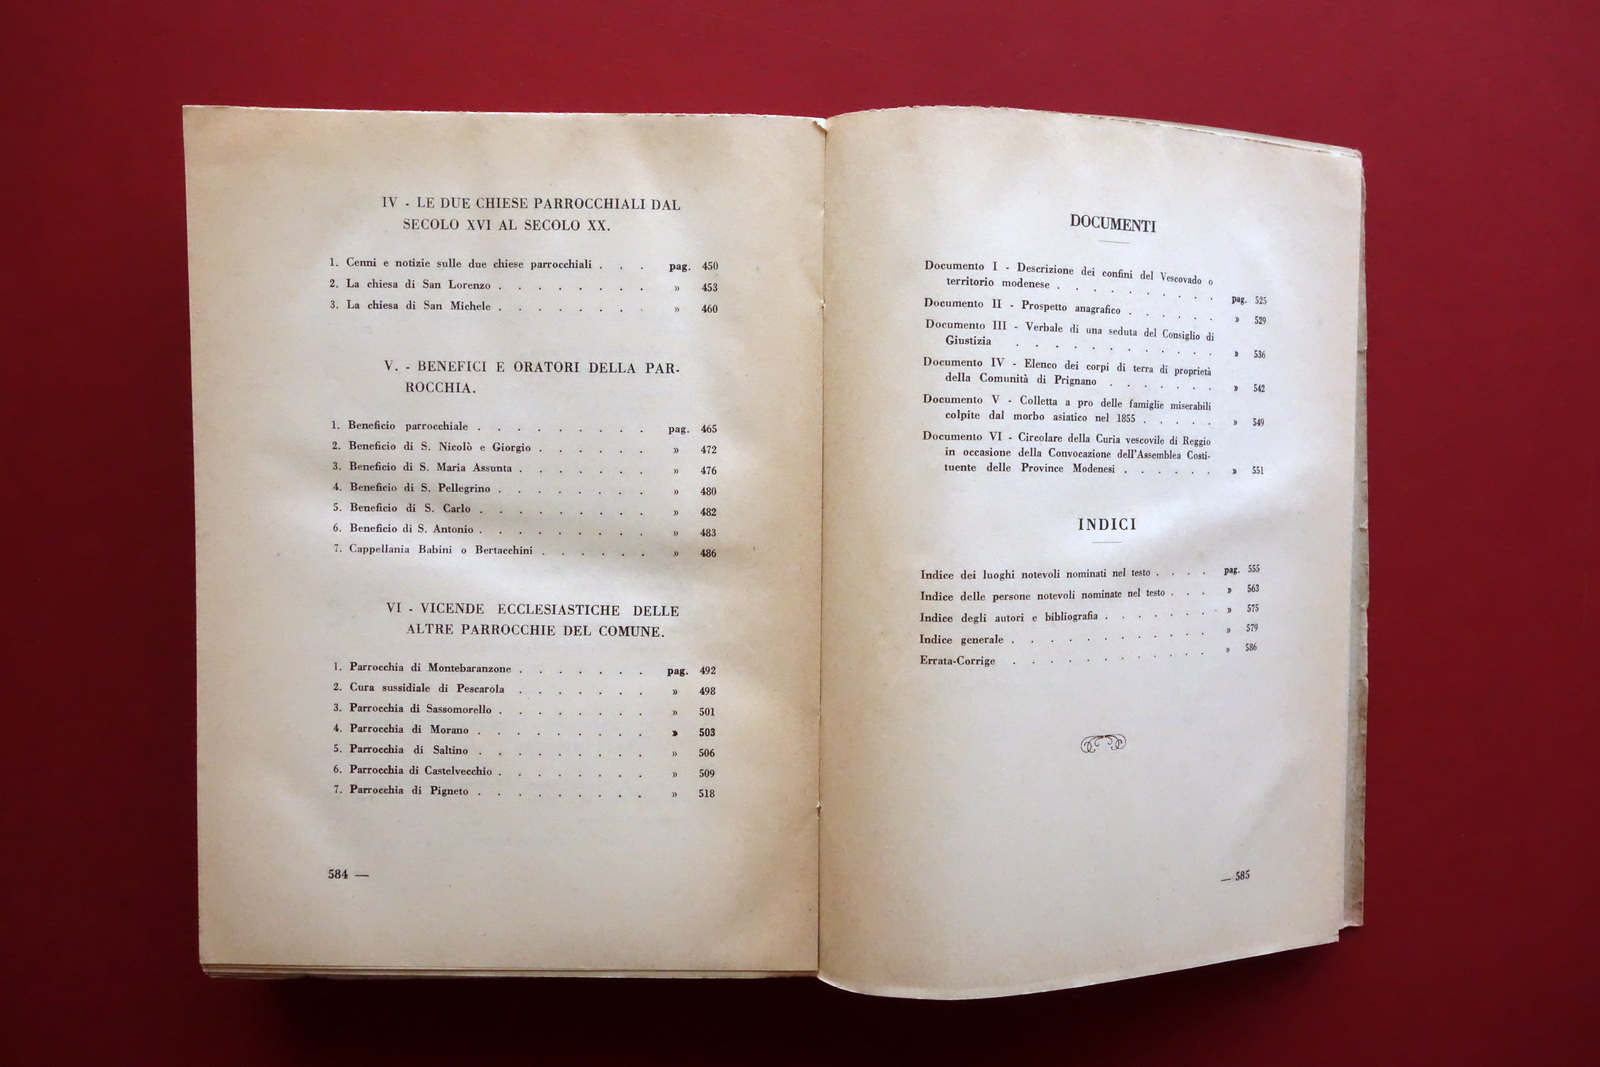 IV - LE DUE CHIESE PARROCCHIALI DAL
SECOLO XVI AL SECOLO XX.
1. Cenni e notizie sulle due chiese parrocchiali . . . pag. 450
2. La chiesa di San Lorenzo . . . . . . . . » 453
3. La chiesa di San Michele . . . . . . . . » 460
V. - BENEFICI E ORATORI DELLA PAR-
ROCCHIA.
1. Beneficio parrocchiale . . . . . . . . . pag. 465
2. Beneficio di S. Nicolò e Giorgio . . . . . . » 472
3. Beneficio di S. Maria Assunta . . . . . . . » 476
4. Beneficio di S. Pellegrino . . . . . . . . » 480
5. Beneficio di S. Carlo . . . . . . . . . » 482
6. Beneficio di S. Antonio . . . . . . . . . » 483
7. Cappellania Babini o Bertacchini . . . . . . » 486
VI - VICENDE ECCLESIASTICHE DELLE
ALTRE PARROCCHIE DEL COMUNE.
1. Parrocchia di Montebaranzone . . . . . . . pag. 492
2. Cura sussidiale di Pescarola . . . . . . . » 498
3. Parrocchia di Sassomorello . . . . . . . . » 501
4. Parrocchia di Morano . . . . . . . . . » 503
5. Parrocchia di Saltino . . . . . . . . . » 506
6. Parrocchia di Castelvecchio . . . . . . . . » 509
7. Parrocchia di Pigneto . . . . . . . . . » 518
584 —
DOCUMENTI
Documento I - Descrizione dei confini del Vescovado o
territorio modenese . . . . . . . . . . pag. 525
Documento II - Prospetto anagrafico . . . . . . » 529
Documento III - Verbale di una seduta del Consiglio di
Giustizia . . . . . . . . . . . . » 536
Documento IV - Elenco dei corpi di terra di proprietà
della Comunità di Prignano . . . . . . . » 542
Documento V - Colletta a pro delle famiglie miserabili
colpite dal morbo asiatico nel 1855 . . . . . » 549
Documento VI - Circolare della Curia vescovile di Reggio
in occasione della Convocazione dell'Assemblea Costi-
tuente delle Province Modenesi . . . . . . » 551
INDICI
Indice dei luoghi notevoli nominati nel testo . . . . pag. 555
Indice delle persone notevoli nominate nel testo . . . » 563
Indice degli autori e bibliografia . . . . . . . » 575
Indice generale . . . . . . . . . . . » 579
Errata-Corrige . . . . . . . . . . . » 586
— 585